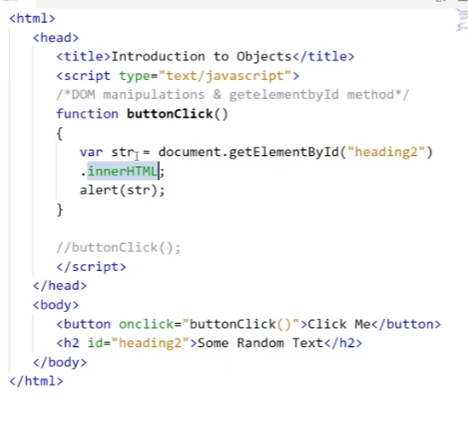 <html>
<head>
<title>Introduction to Objects</title>
<script type="text/javascript">
/*DOM manipulations & getelementbyId method*/
function buttonClick()
{
var str = document.getElementById("heading2")
.innerHTML;
alert(str);
}
//buttonClick();
</script>
</head>
<body>
<button onclick="buttonClick()">Click Me</button>
<h2 id="heading2">Some Random Text</h2>
</body>
</html>